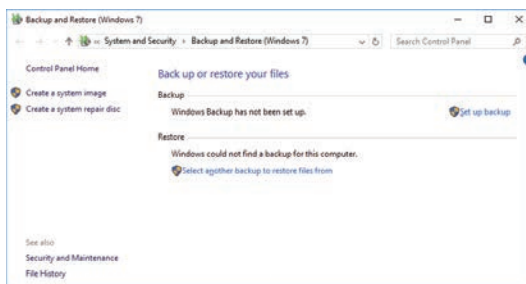 Backup and Restore (Windows 7)
« System and Security › Backup and Restore (Windows 7)
Search Control Panel
Control Panel Home
Create a system image
Create a system repair disc
Back up or restore your files
Backup
Windows Backup has not been set up.
Set up backup
Restore
Windows could not find a backup for this computer.
Select another backup to restore files from
See also
Security and Maintenance
File History